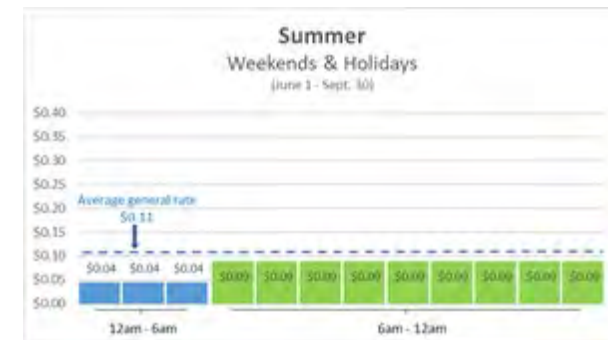 Summer
Weekends & Holidays
(June 1 - Sept. 30)
$0.40
$0.35
$0.30
$0.25
$0.20
$0.15
$0.10
$0.05
$0.00
Average general rate
$0.11
$0.04 $0.04 $0.04 $0.09 $0.09 $0.09 $0.09 $0.09 $0.09 $0.09 $0.09 $0.09
12am - 6am 6am - 12am